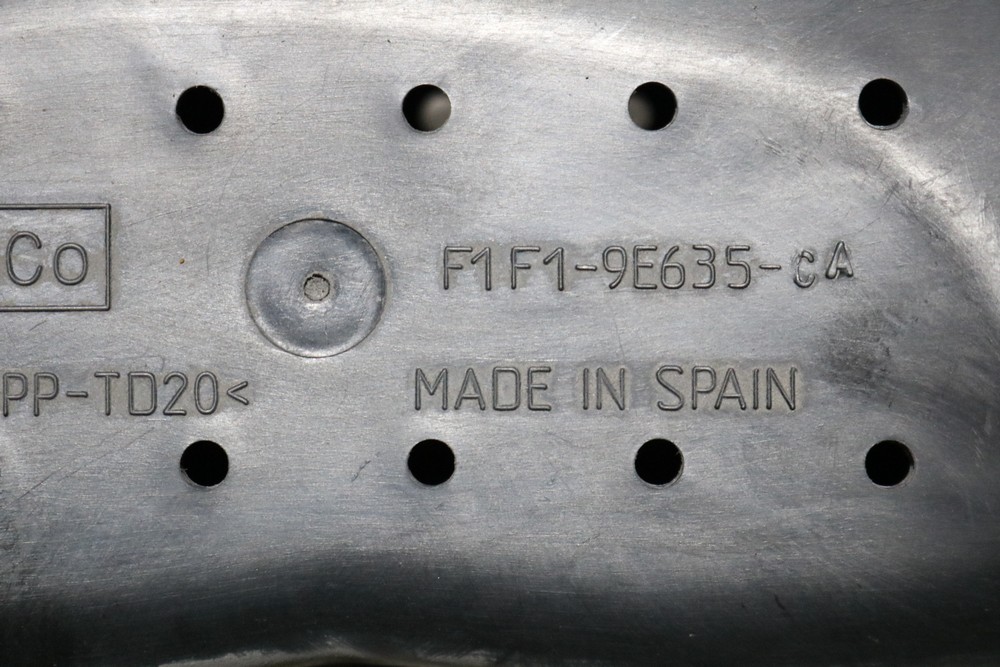 Co
F1F1-9E635-CA
PP-TD20<
MADE IN SPAIN